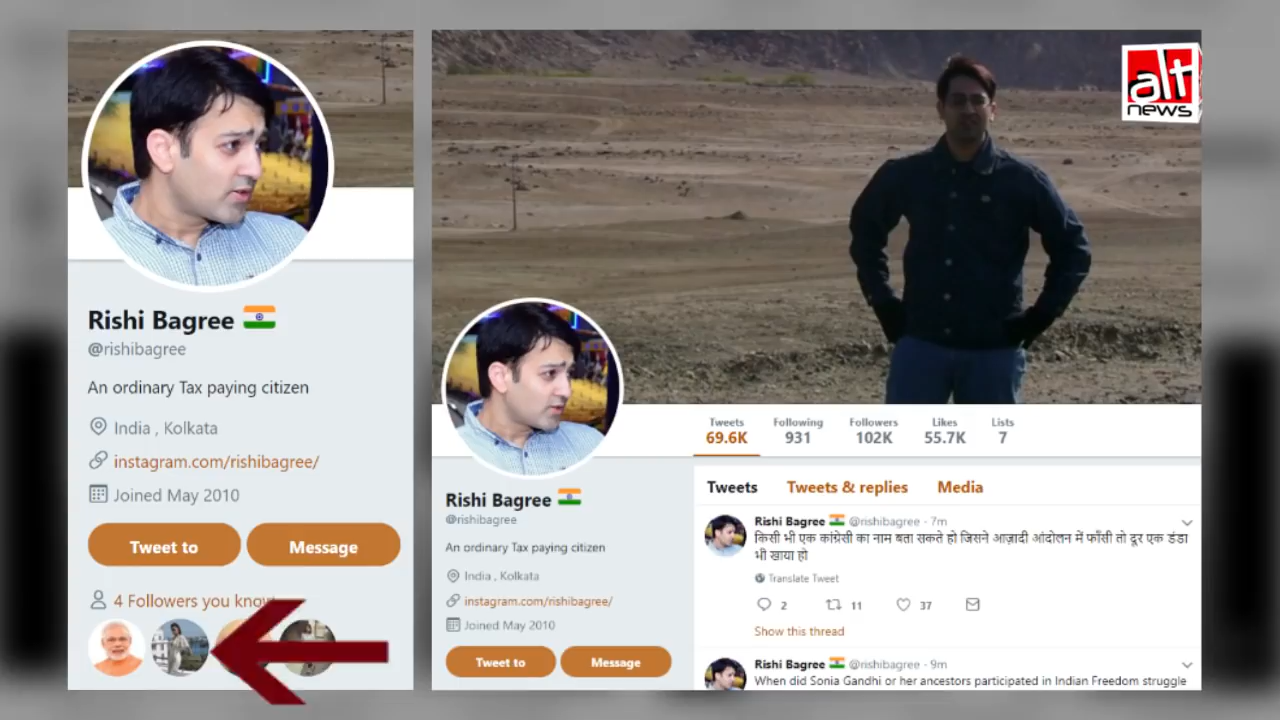 Rishi Bagree
@rishibagree
An ordinary Tax paying citizen
India , Kolkata
instagram.com/rishibagree/
Joined May 2010
Tweet to
Message
4 Followers you know
alt
news
Tweets
Following
Followers
Likes
Lists
69.6K
931
102K
55.7K
7
Rishi Bagree
@rishibagree
An ordinary Tax paying citizen
India , Kolkata
instagram.com/rishibagree/
Joined May 2010
Tweet to
Message
Tweets
Tweets & replies
Media
Rishi Bagree @rishibagree · 7m
किसी भी एक कांग्रेसी का नाम बता सकते हो जिसने आज़ादी आंदोलन में फाँसी तो दूर एक डंडा
भी खाया हो
Translate Tweet
2
11
37
Show this thread
Rishi Bagree @rishibagree · 9m
When did Sonia Gandhi or her ancestors participated in Indian Freedom struggle